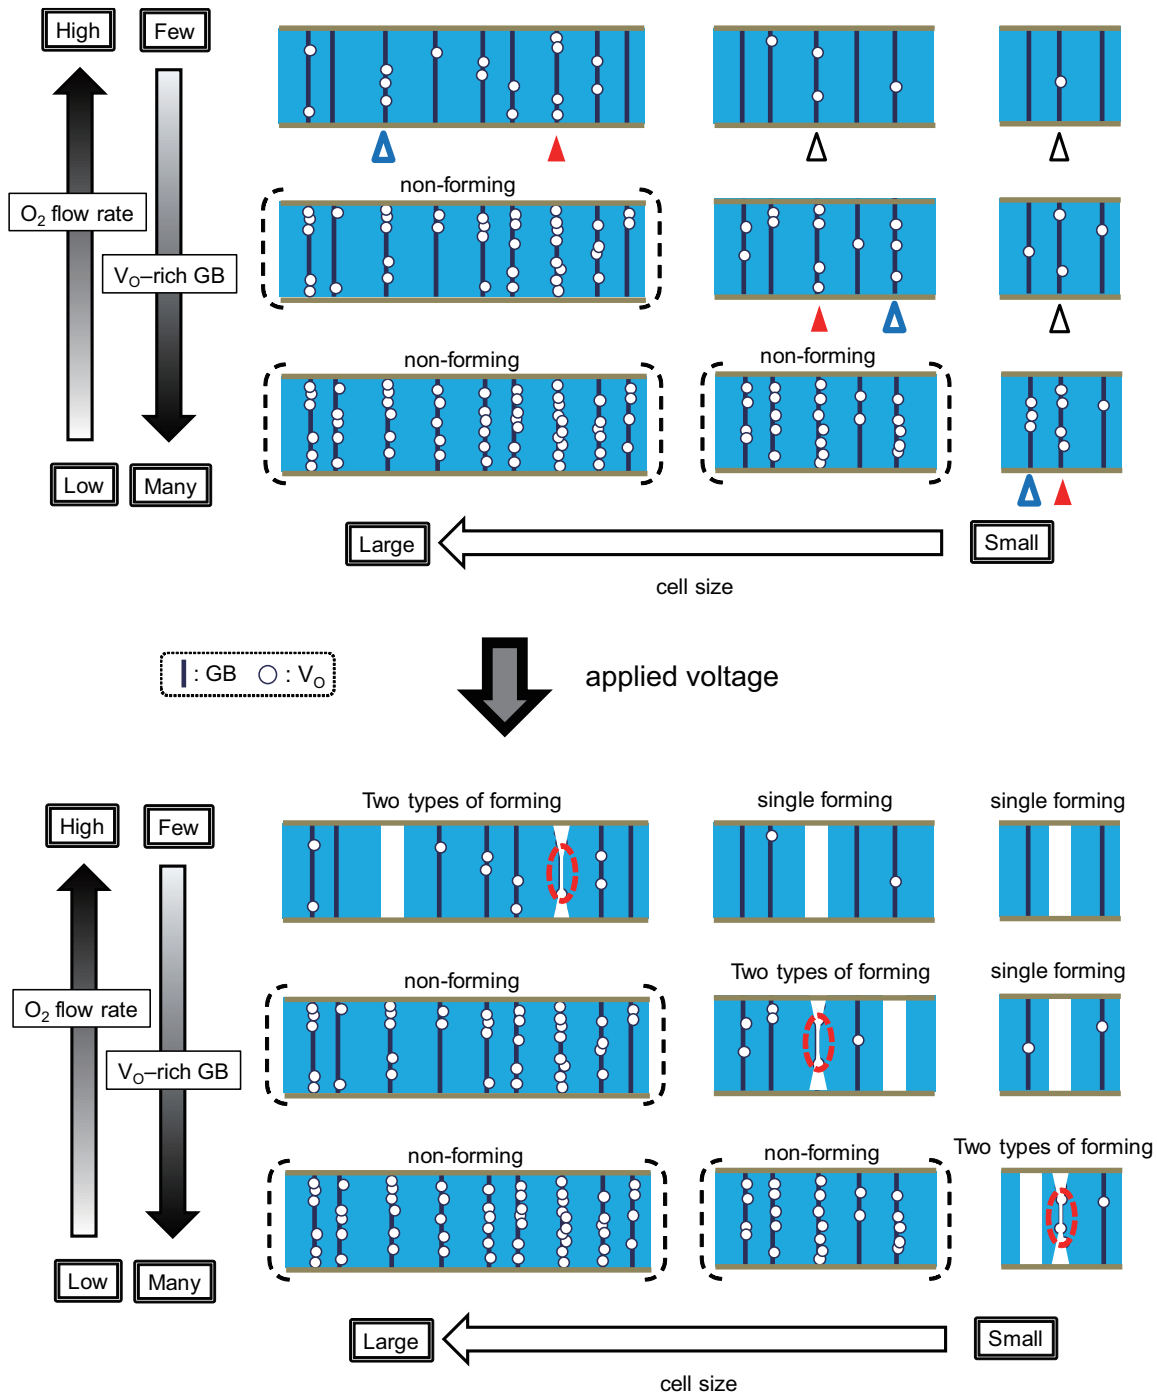 High Few
O2 flow rate
VO–rich GB
Low Many
non-forming
non-forming
non-forming
Large
Small
cell size
: GB : VO
applied voltage
High Few
O2 flow rate
VO–rich GB
Low Many
Two types of forming
single forming
single forming
non-forming
Two types of forming
single forming
non-forming
non-forming
Two types of forming
Large
Small
cell size